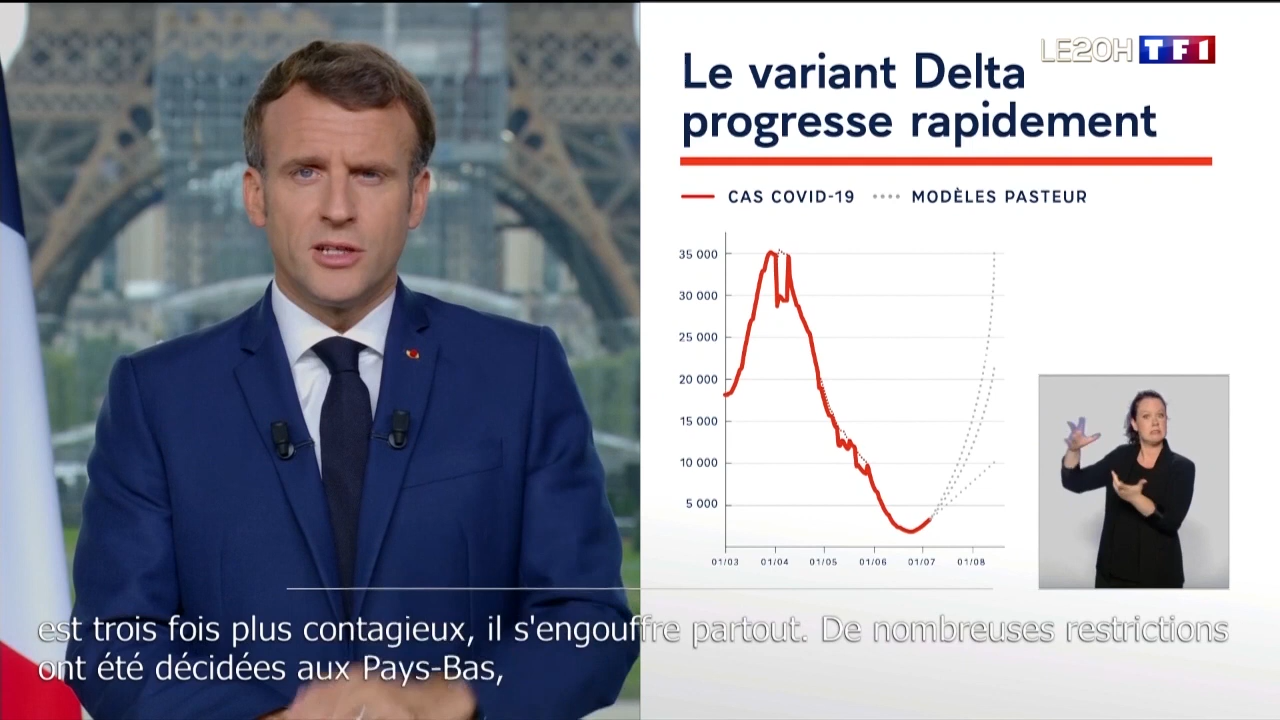 LE20H TF1
Le variant Delta
progresse rapidement
CAS COVID-19 MODÈLES PASTEUR
35 000
30 000
25 000
20 000
15 000
10 000
5 000
01/03 01/04 01/05 01/06 01/07 01/08
est trois fois plus contagieux, il s'engouffre partout. De nombreuses restrictions
ont été décidées aux Pays-Bas,